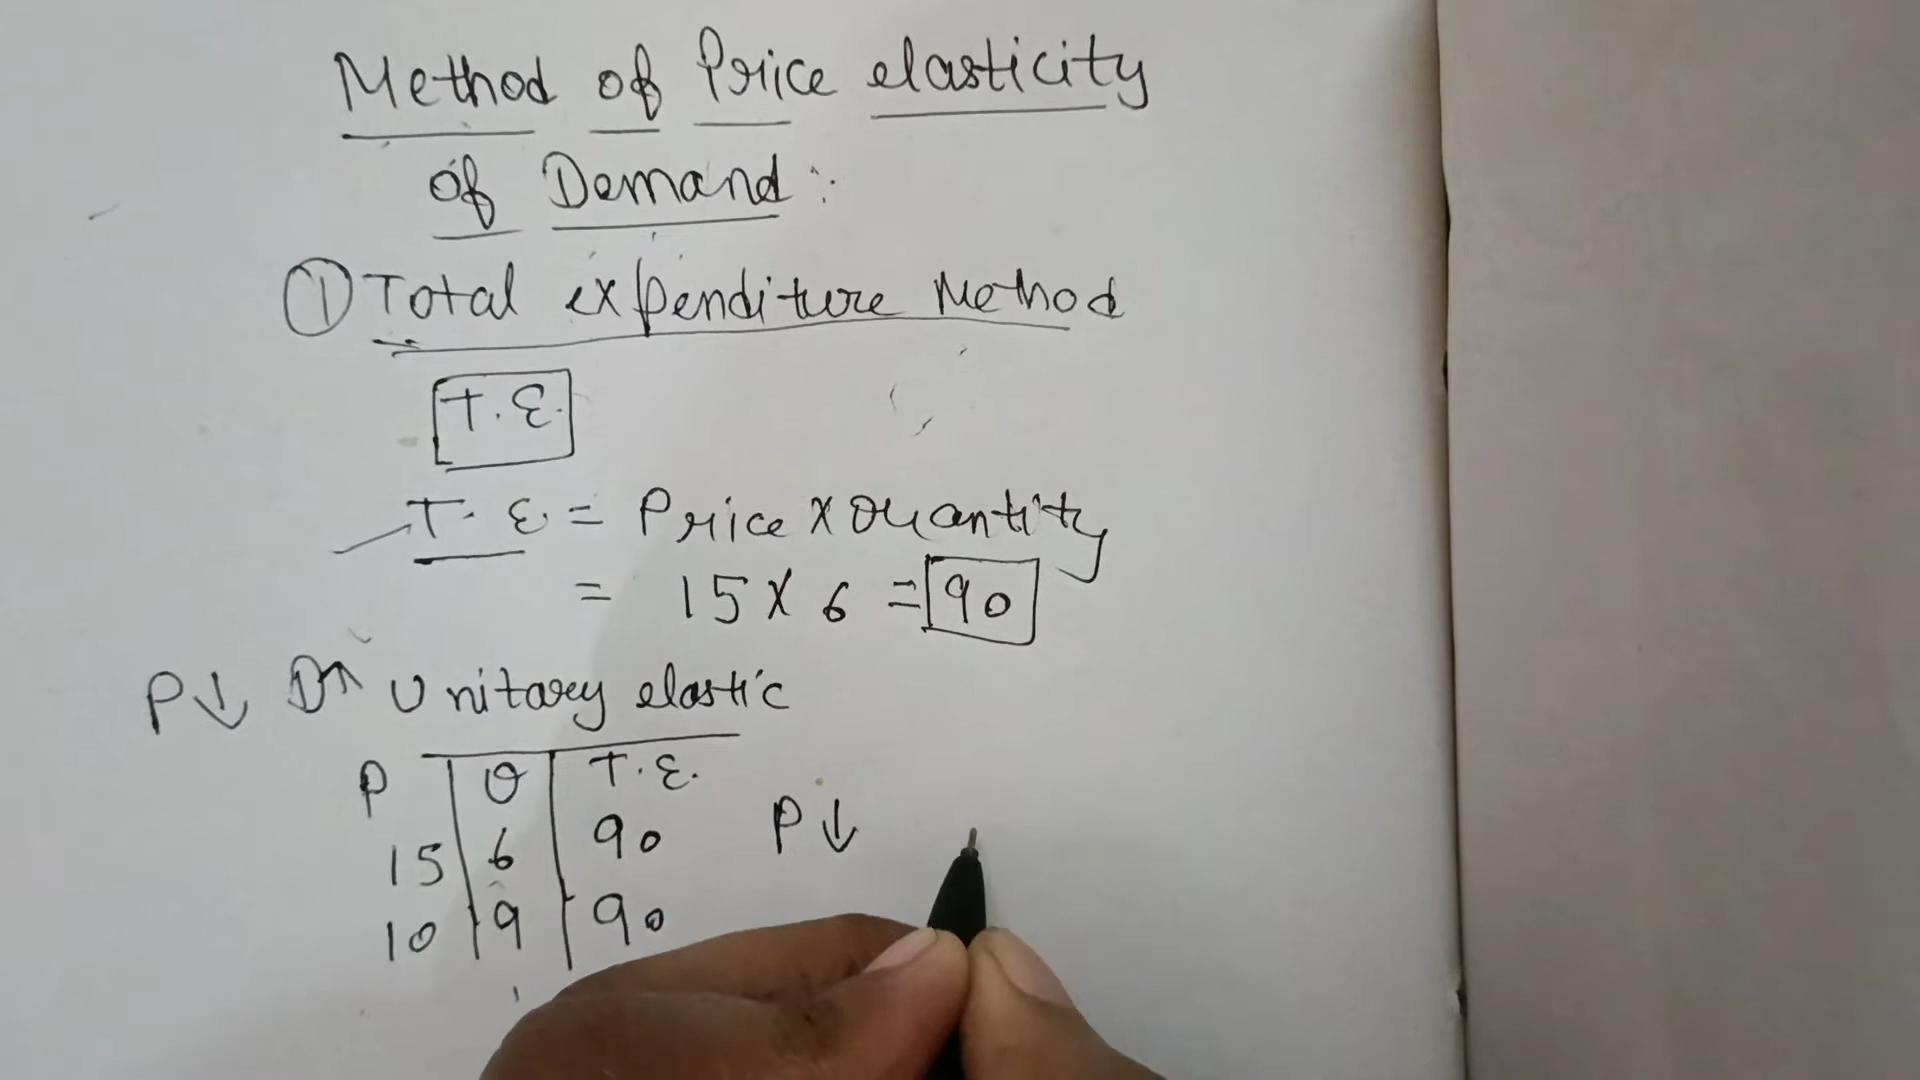 Method of Price elasticity
of Demand:
① Total expenditure Method
T.E.
T.E = Price x Quantity
= 15 x 6 = 90
P↓ D↑ Unitary elastic
P Q T.E.
15 6 90
P↓
10 9 90